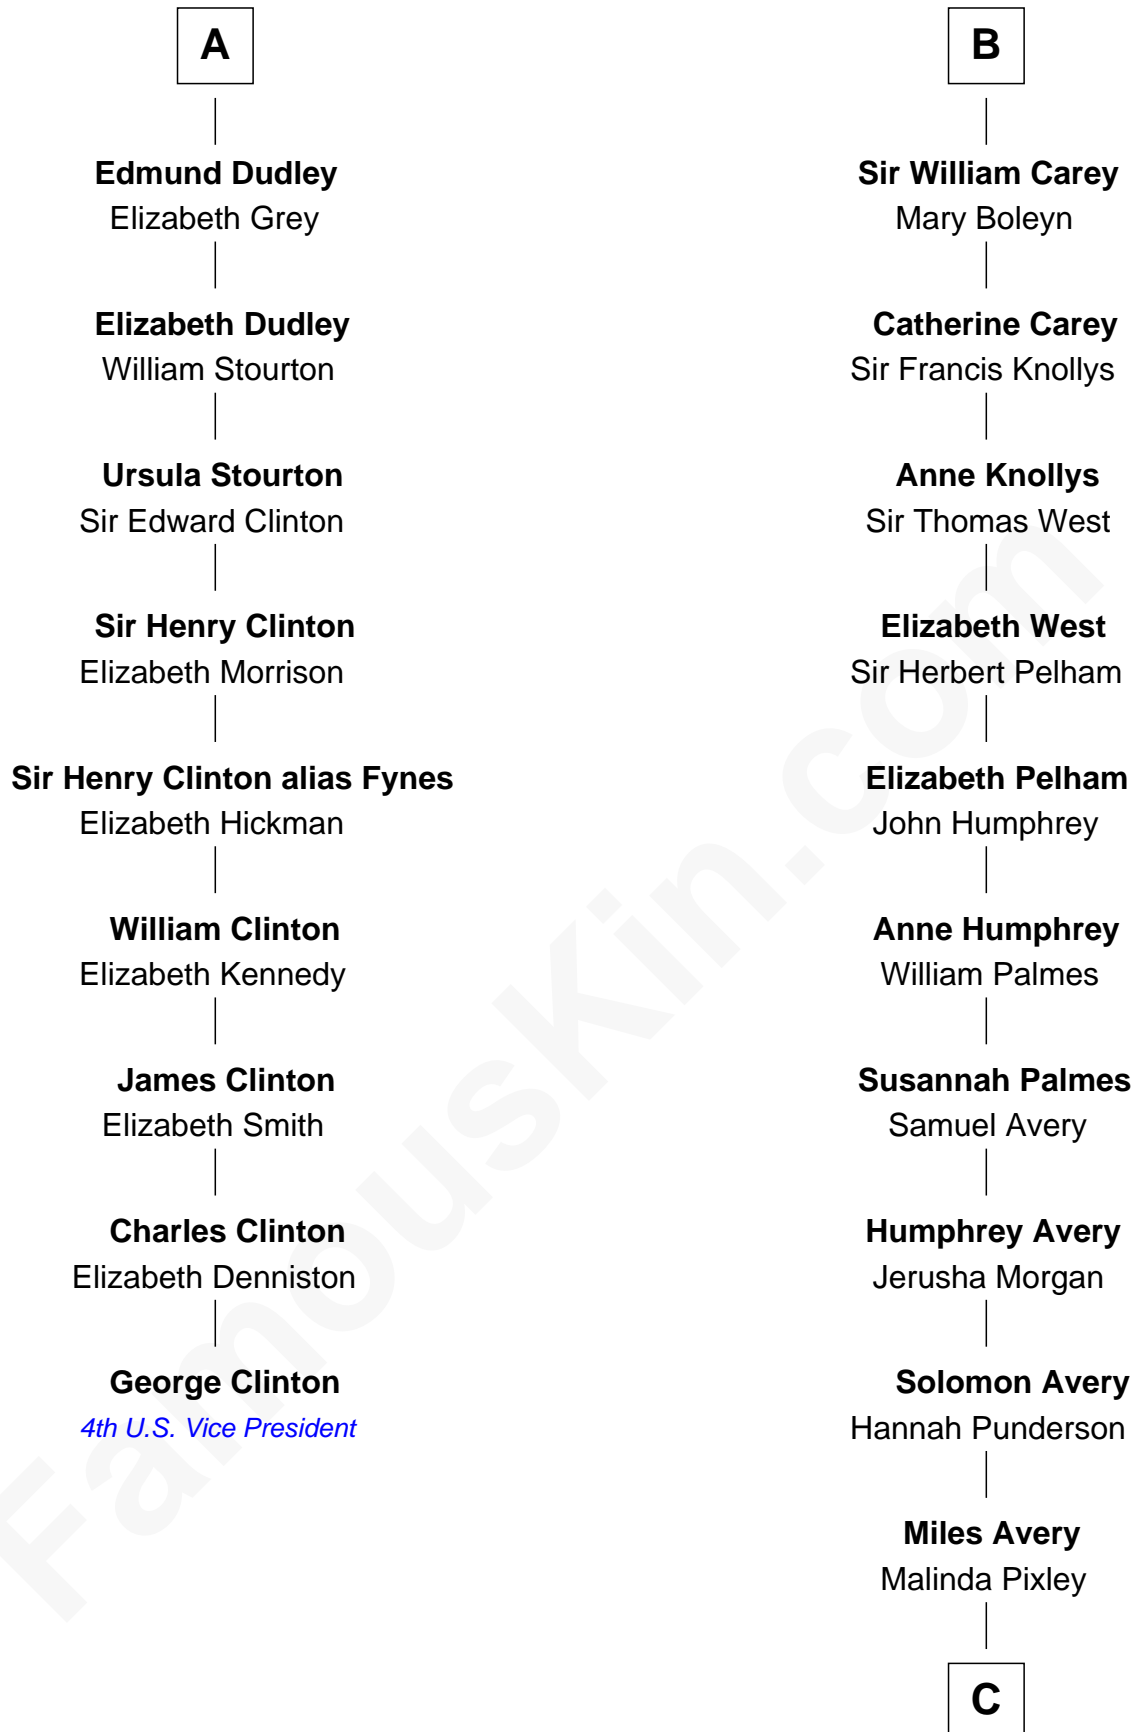 A
Edmund Dudley
Elizabeth Grey
Elizabeth Dudley
William Stourton
Ursula Stourton
Sir Edward Clinton
Sir Henry Clinton
Elizabeth Morrison
Sir Henry Clinton alias Fynes
Elizabeth Hickman
William Clinton
Elizabeth Kennedy
James Clinton
Elizabeth Smith
Charles Clinton
Elizabeth Denniston
George Clinton
4th U.S. Vice President
B
Sir William Carey
Mary Boleyn
Catherine Carey
Sir Francis Knollys
Anne Knollys
Sir Thomas West
Elizabeth West
Sir Herbert Pelham
Elizabeth Pelham
John Humphrey
Anne Humphrey
William Palmes
Susannah Palmes
Samuel Avery
Humphrey Avery
Jerusha Morgan
Solomon Avery
Hannah Punderson
Miles Avery
Malinda Pixley
C
FamousKin.com